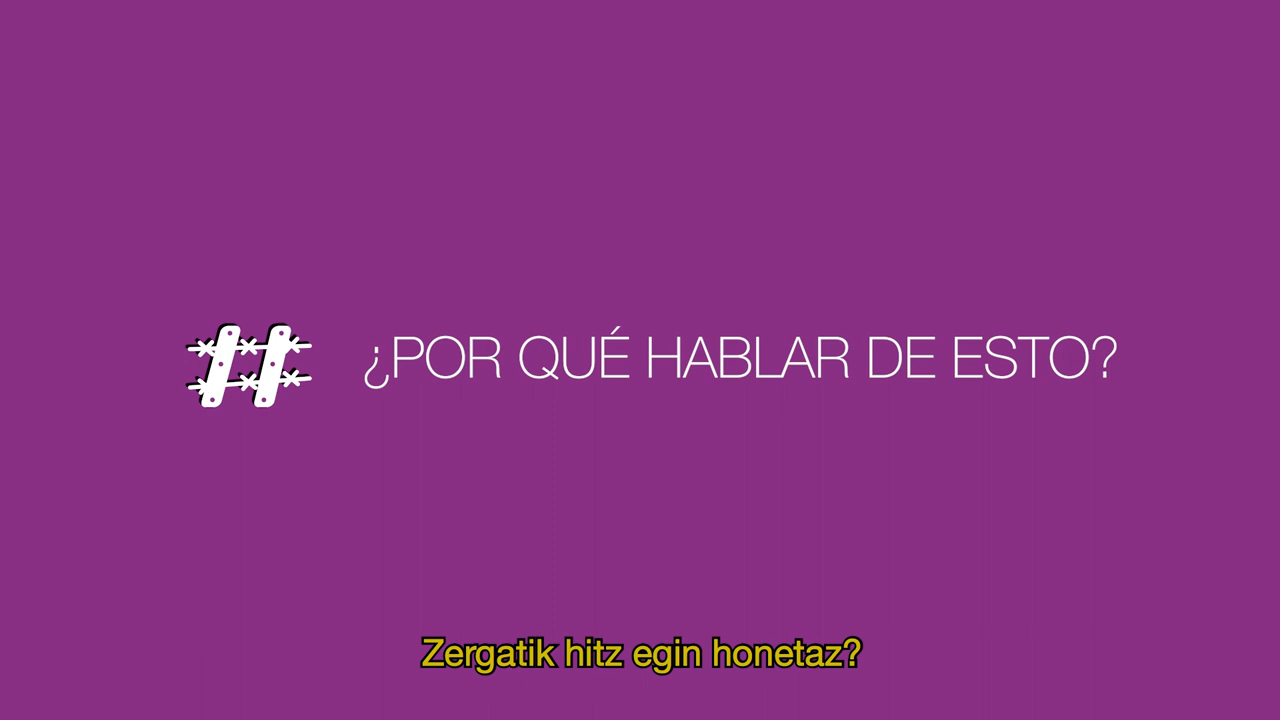 # ¿POR QUÉ HABLAR DE ESTO?
Zergatik hitz egin honetaz?